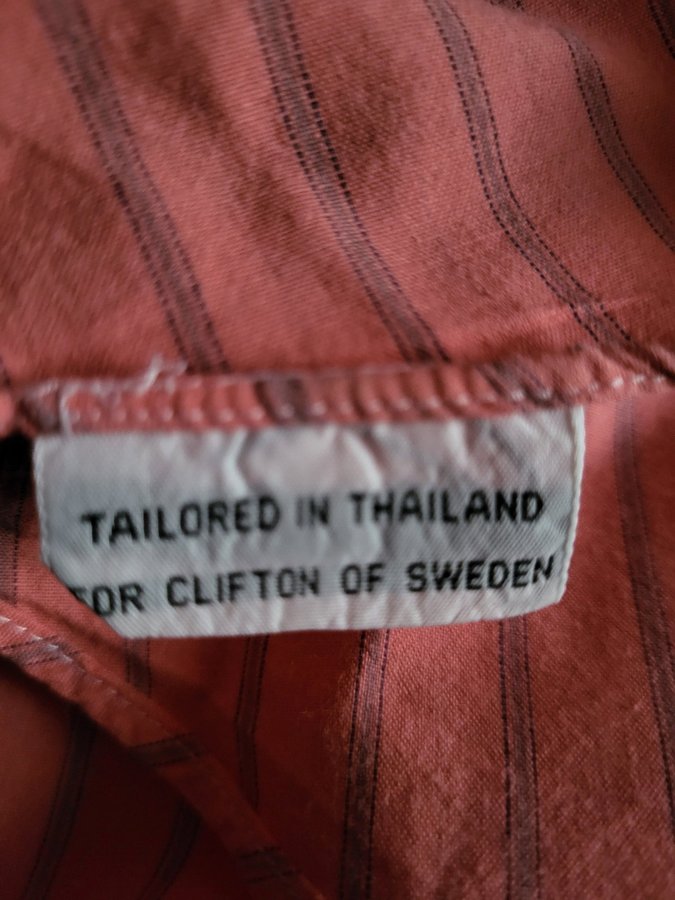 TAILORED IN THAILAND
FOR CLIFTON OF SWEDEN